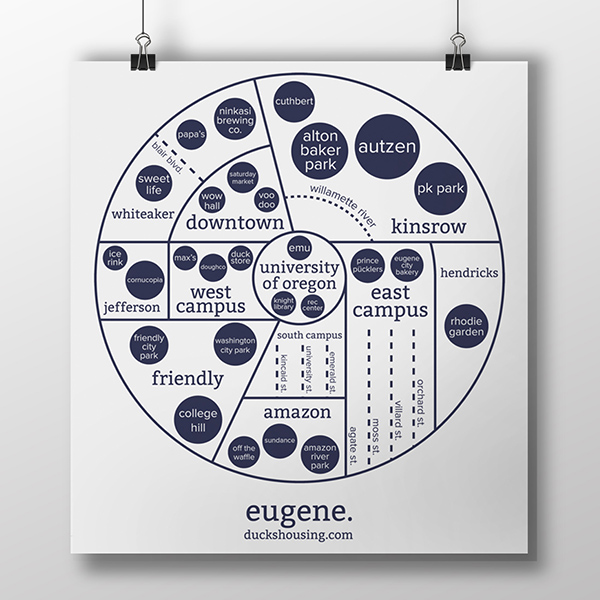 cuthbert
ninkasi
brewing
co.
papa's
alton
baker
park
autzen
blair blvd.
sweet
life
saturday
market
pk park
wow
hall
voo
doo
willamette river
whiteaker
downtown
kinsrow
emu
ice
rink
max's
doughco
duck
store
prince
pücklers
eugene
city
bakery
university
of oregon
hendricks
cornucopia
west
campus
east
campus
knight
library
rec
center
jefferson
rhodie
garden
friendly
city
park
washington
city park
south campus
kincaid st.
university st.
emerald st.
friendly
orchard st.
villard st.
moss st.
agate st.
college
hill
amazon
off the
waffle
sundance
amazon
river
park
eugene.
duckshousing.com